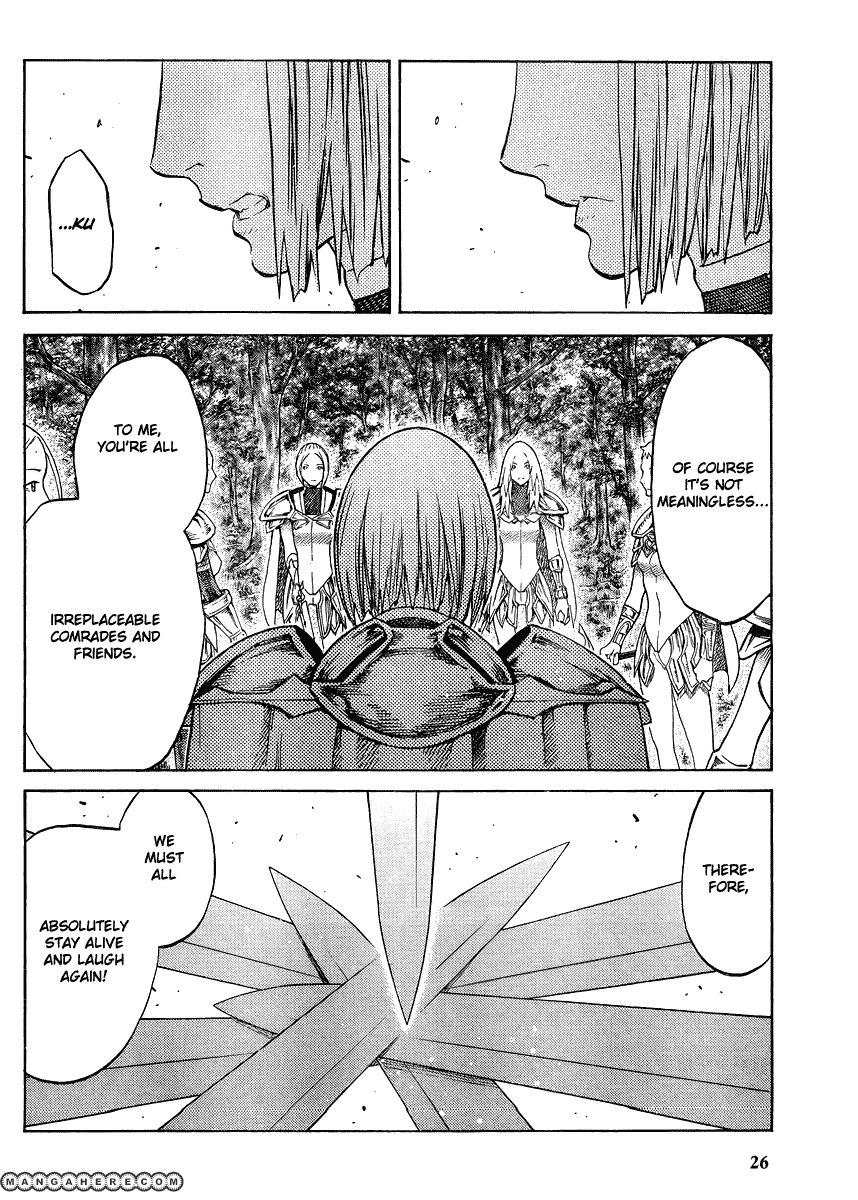 ...KU
OF COURSE
IT'S NOT
MEANINGLESS...
TO ME,
YOU'RE ALL
IRREPLACEABLE
COMRADES AND
FRIENDS.
THERE-
FORE,
WE
MUST
ALL
ABSOLUTELY
STAY ALIVE
AND LAUGH
AGAIN!
26
MANGAHERE.COM